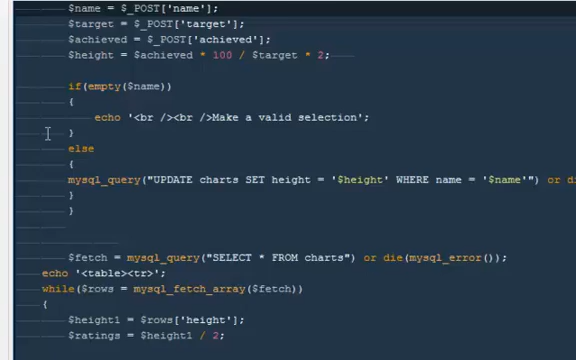 $name = $_POST['name'];
$target = $_POST['target'];
$achieved = $_POST['achieved'];
$height = $achieved * 100 / $target * 2;
if(empty($name))
{
echo '<br /><br />Make a valid selection';
}
else
{
mysql_query("UPDATE charts SET height = '$height' WHERE name = '$name'") or di
}
}
$fetch = mysql_query("SELECT * FROM charts") or die(mysql_error());
echo '<table><tr>';
while($rows = mysql_fetch_array($fetch))
{
$height1 = $rows['height'];
$ratings = $height1 / 2;